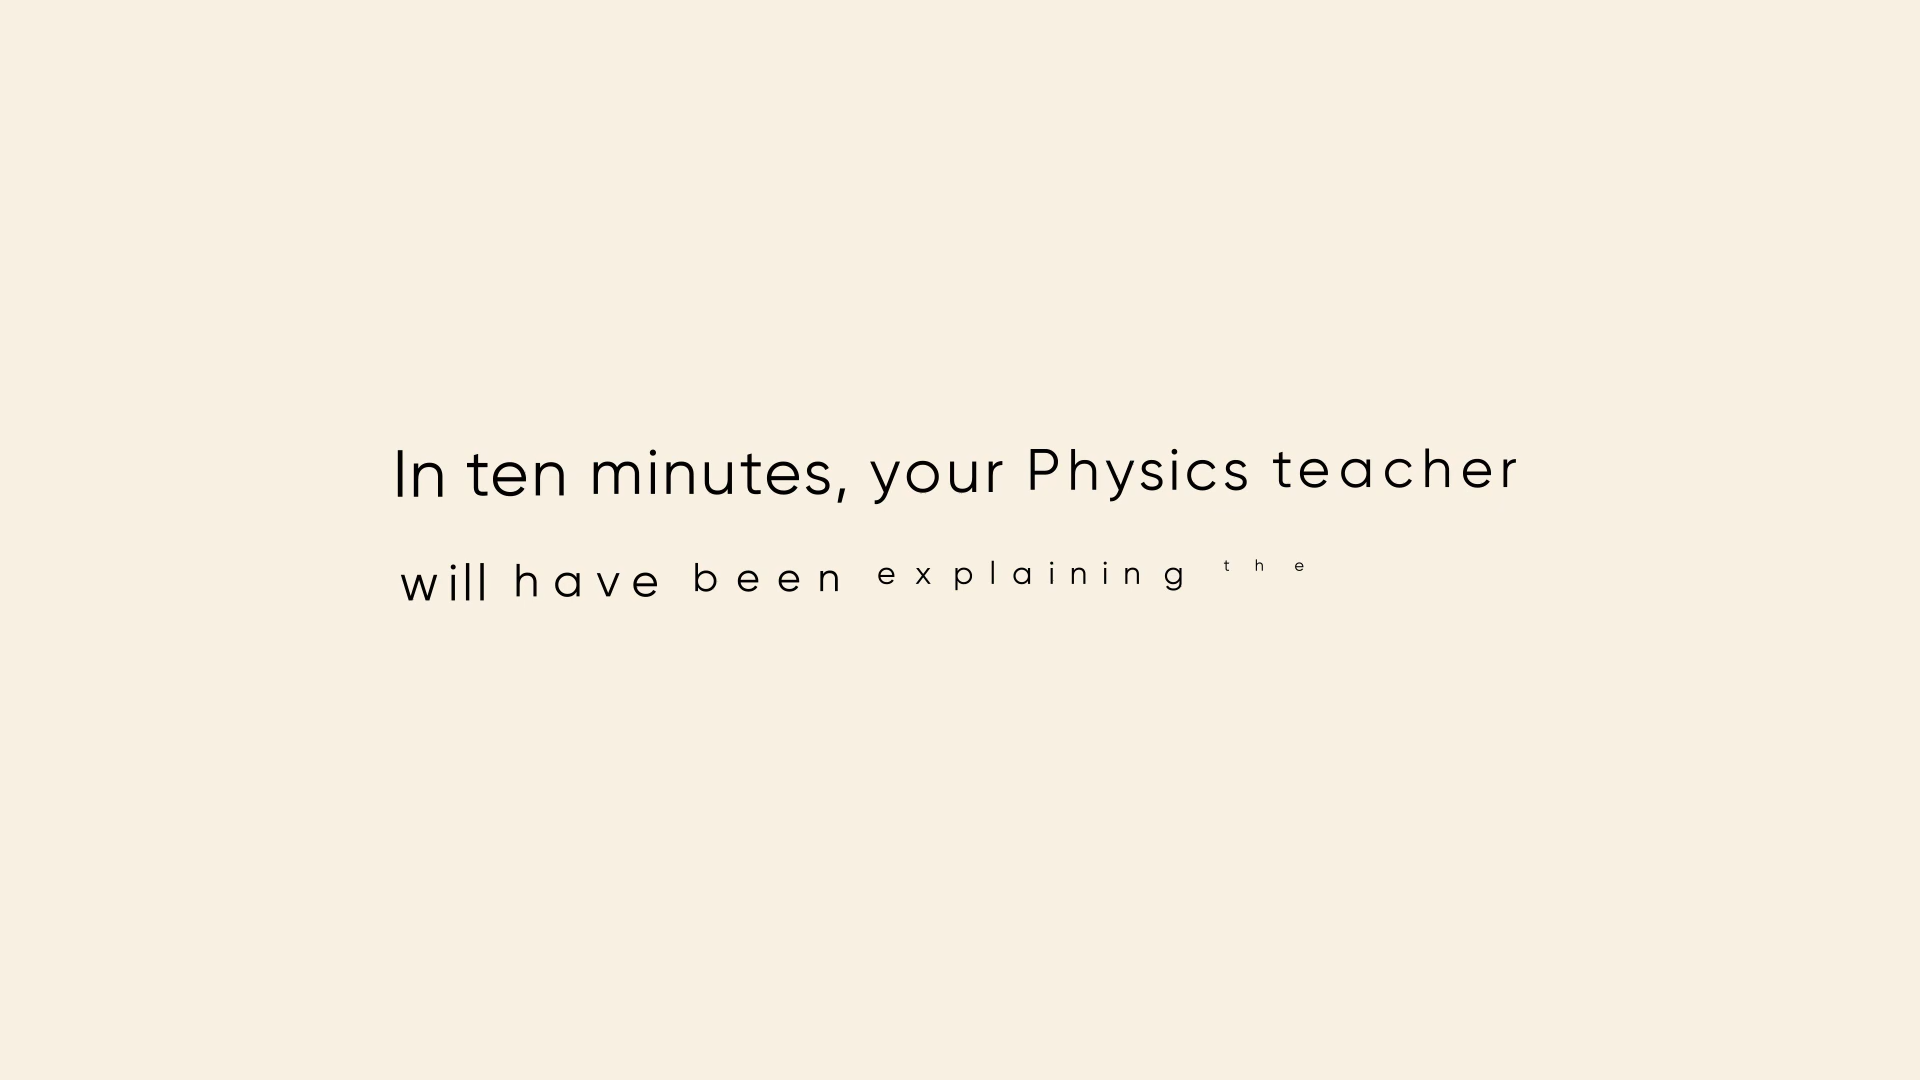 In ten minutes, your Physics teacher
will have been explaining the